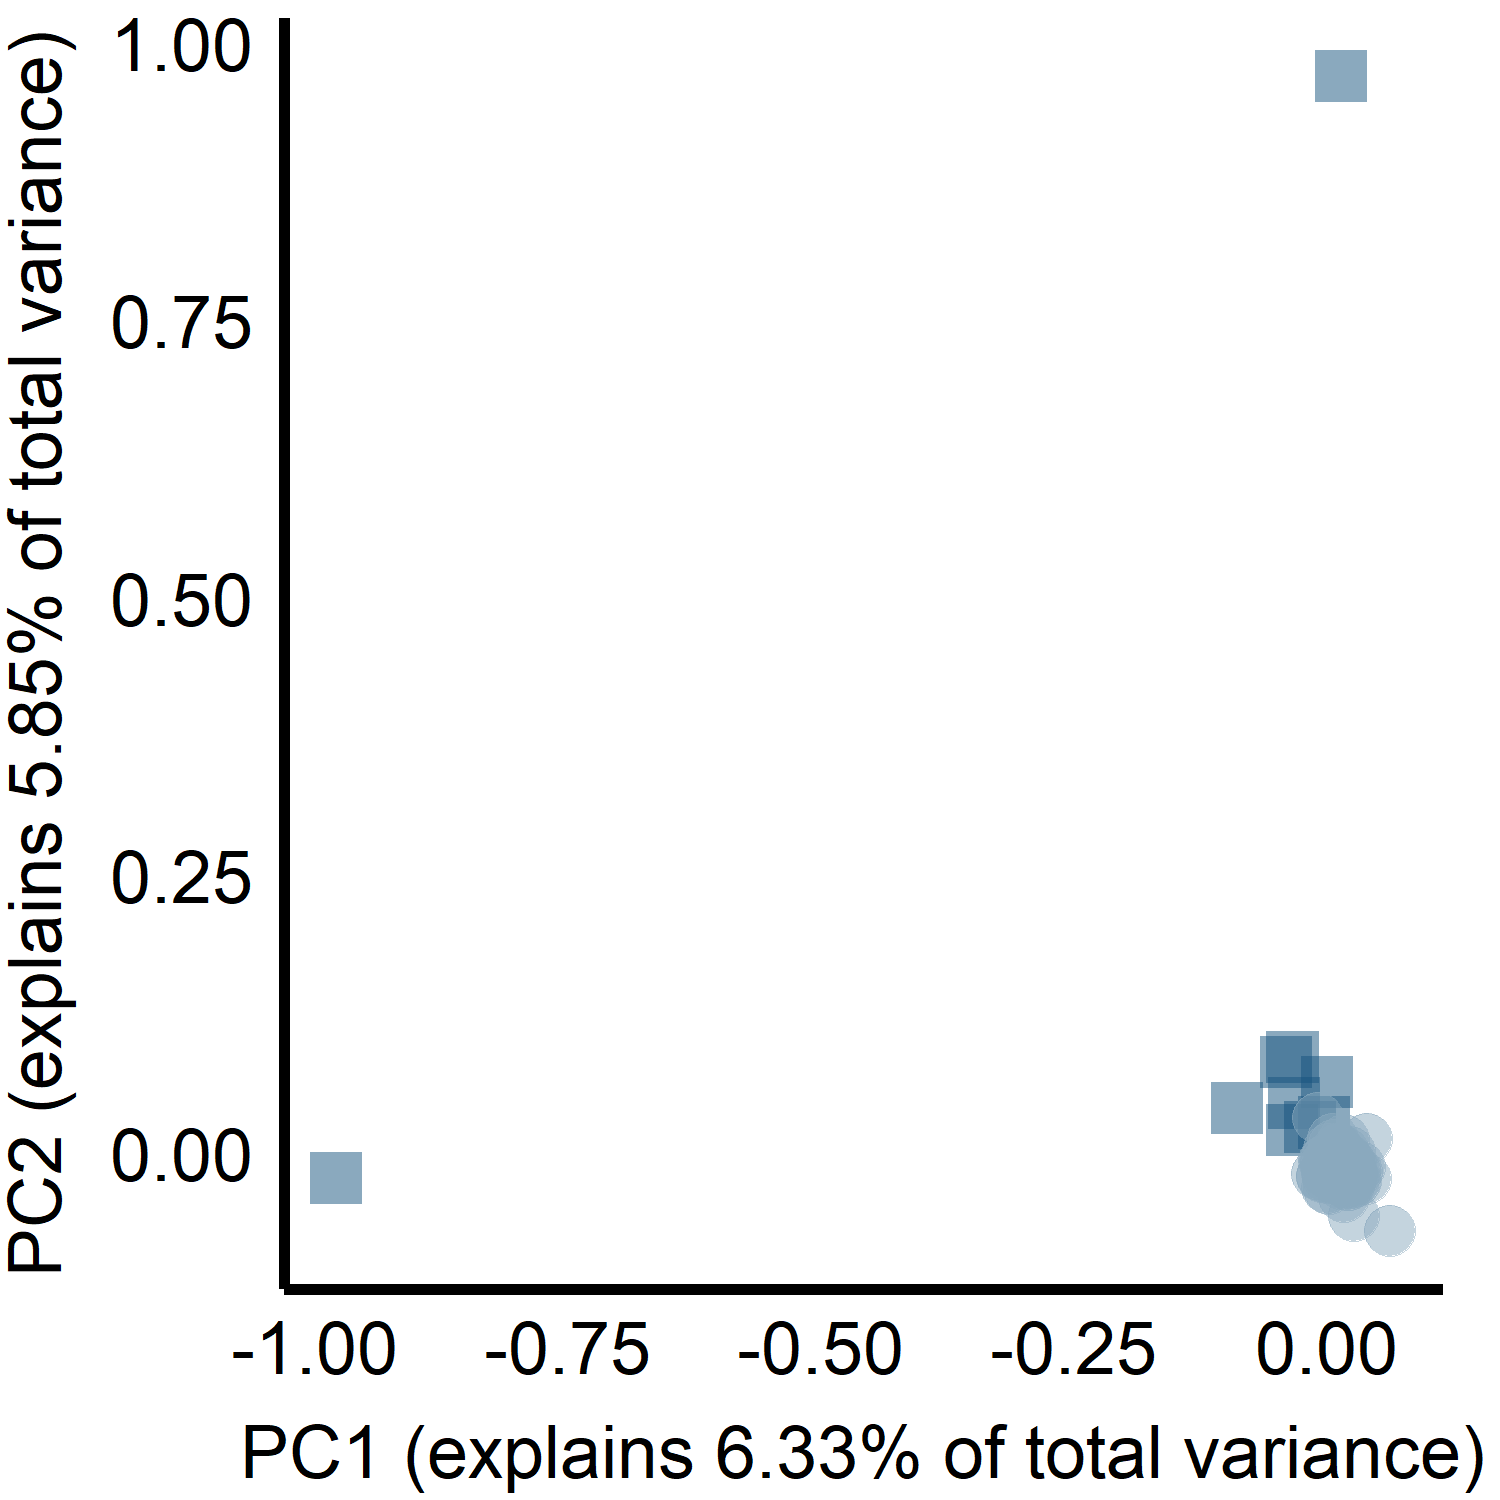 PC2 (explains 5.85% of total variance)
1.00
0.75
0.50
0.25
0.00
-1.00 -0.75 -0.50 -0.25 0.00
PC1 (explains 6.33% of total variance)